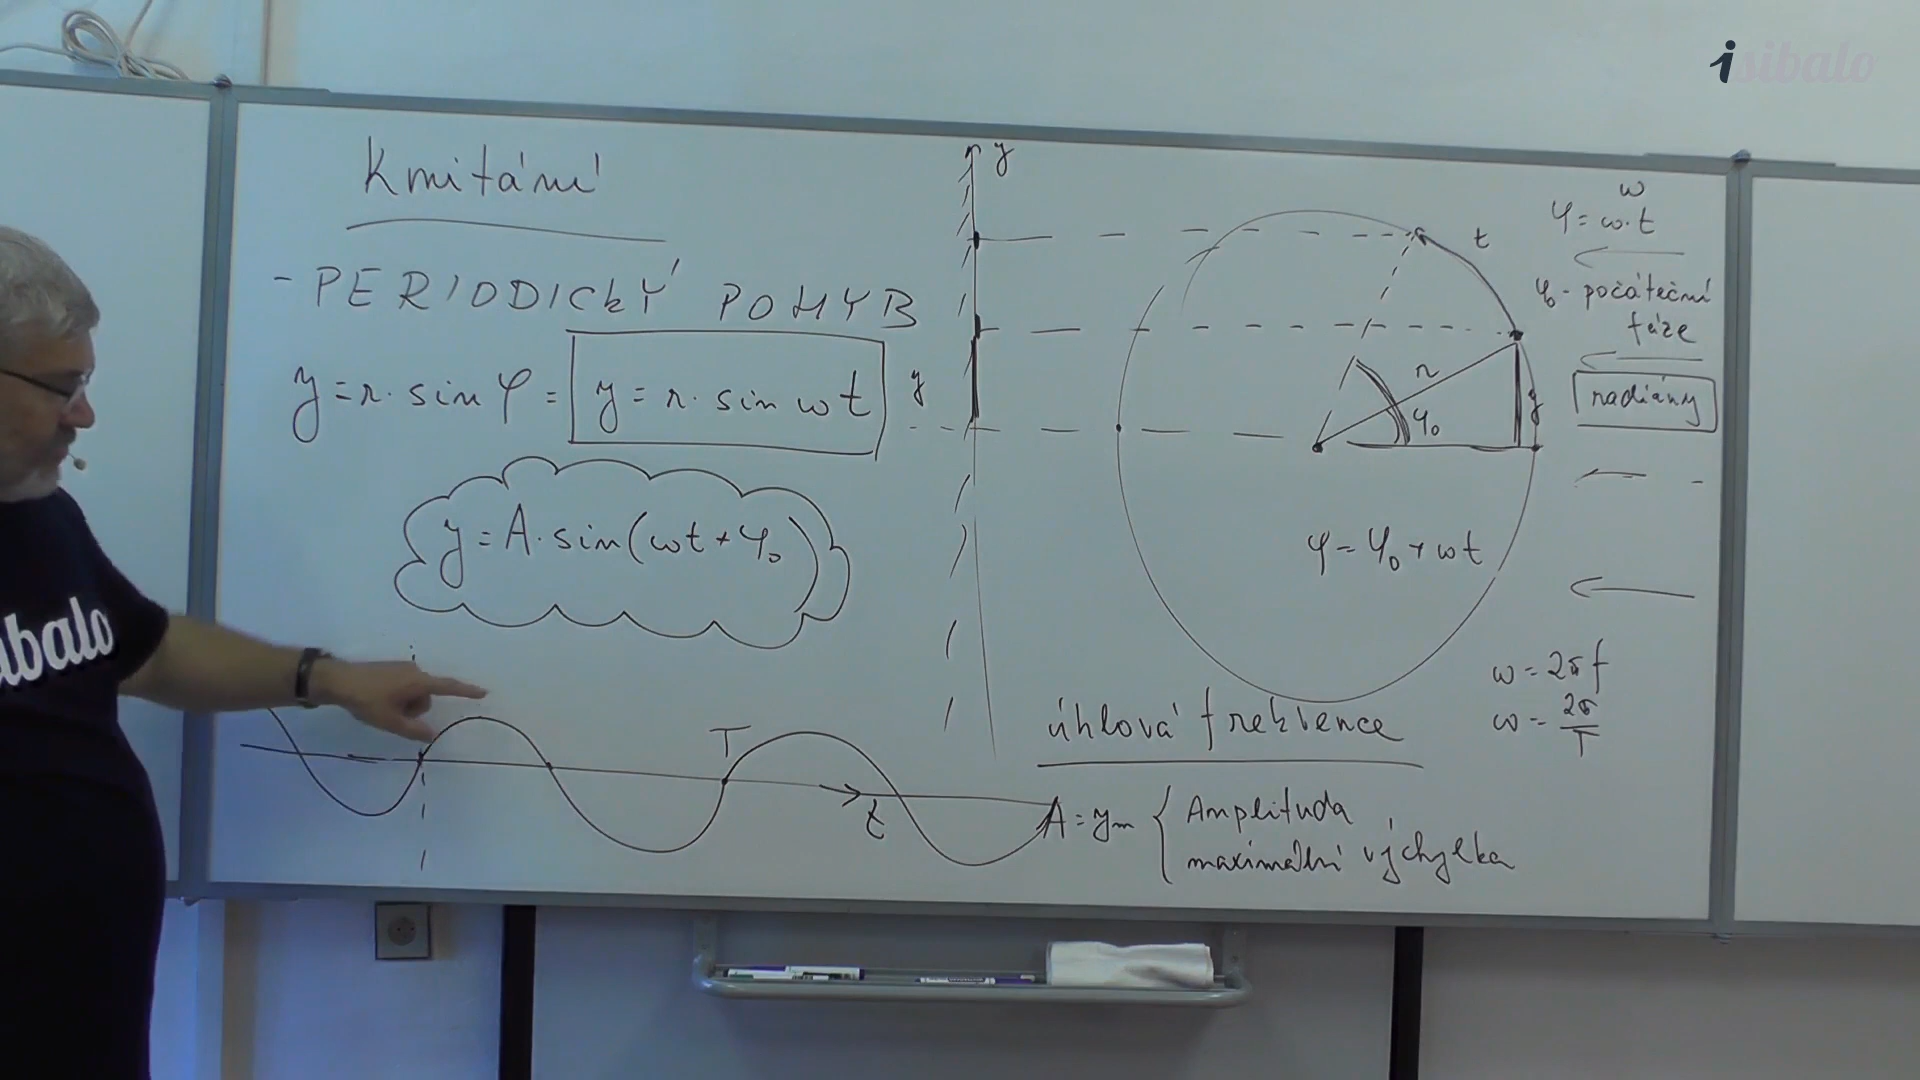 isibalo
Kmitání
- PERIODICKÝ POHYB
y = r · sin φ = y = r · sin ωt
y = A · sin(ωt + φ₀)
T
t
y
y
t
r
y
φ₀
φ = φ₀ + ωt
ω
φ = ω · t
φ₀ - počáteční
fáze
radiány
ω = 2πf
ω = 2π/T
úhlová frekvence
A = yₘ { Amplituda
maximální výchylka
ibalo